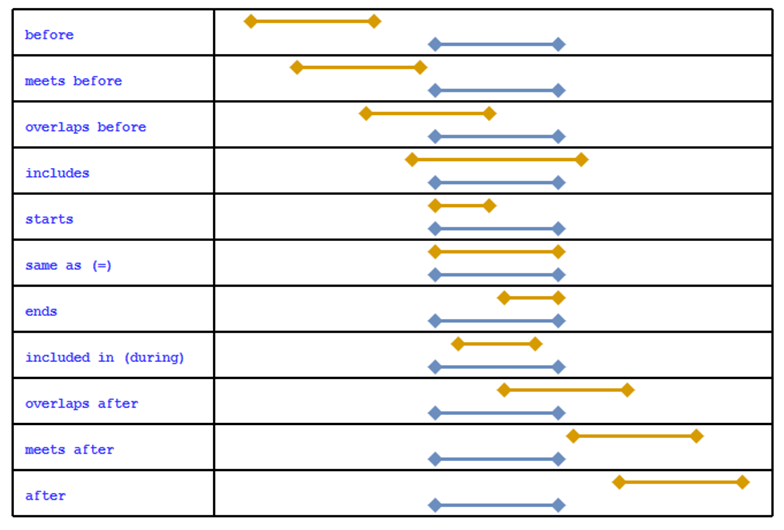 before
meets before
overlaps before
includes
starts
same as (=)
ends
included in (during)
overlaps after
meets after
after